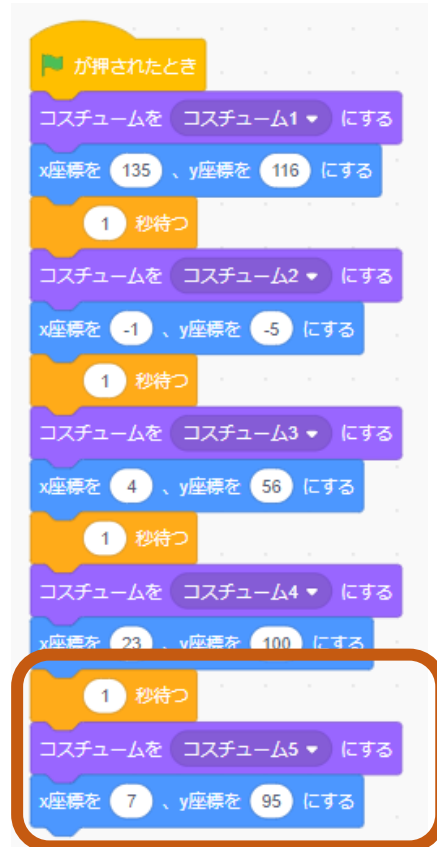 が押されたとき
コスチュームを コスチューム1 にする
x座標を 135 、y座標を 116 にする
1 秒待つ
コスチュームを コスチューム2 にする
x座標を -1 、y座標を -5 にする
1 秒待つ
コスチュームを コスチューム3 にする
x座標を 4 、y座標を 56 にする
1 秒待つ
コスチュームを コスチューム4 にする
x座標を 23 、y座標を 100 にする
1 秒待つ
コスチュームを コスチューム5 にする
x座標を 7 、y座標を 95 にする